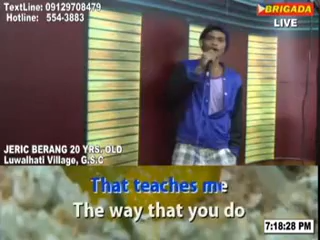 TextLine: 09129708479
Hotline: 554-3883
BRIGADA
LIVE
JERIC BERANG 20 YRS. OLD
Luwalhati Village, G.S.C
That teaches me
The way that you do
7:18:28 PM